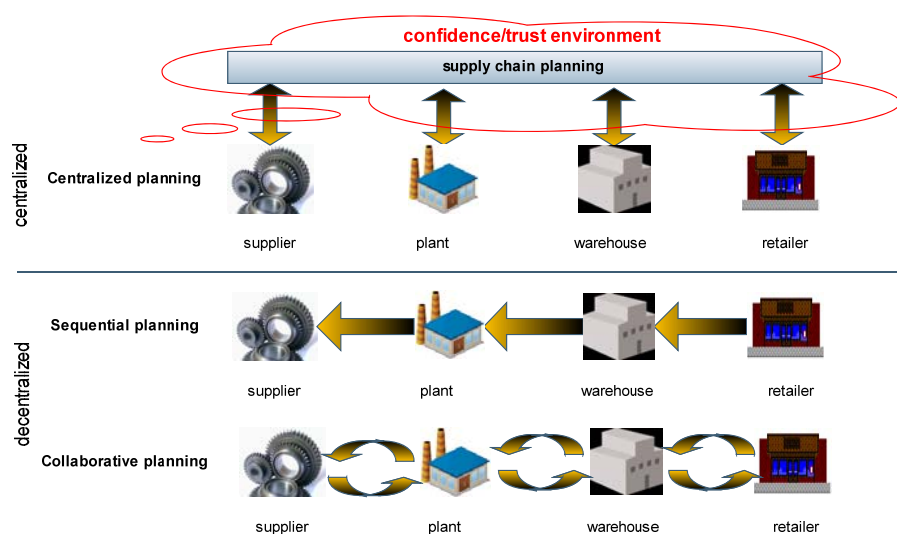 confidence/trust environment
supply chain planning
centralized
Centralized planning
supplier plant warehouse retailer
decentralized
Sequential planning
supplier plant warehouse retailer
Collaborative planning
supplier plant warehouse retailer